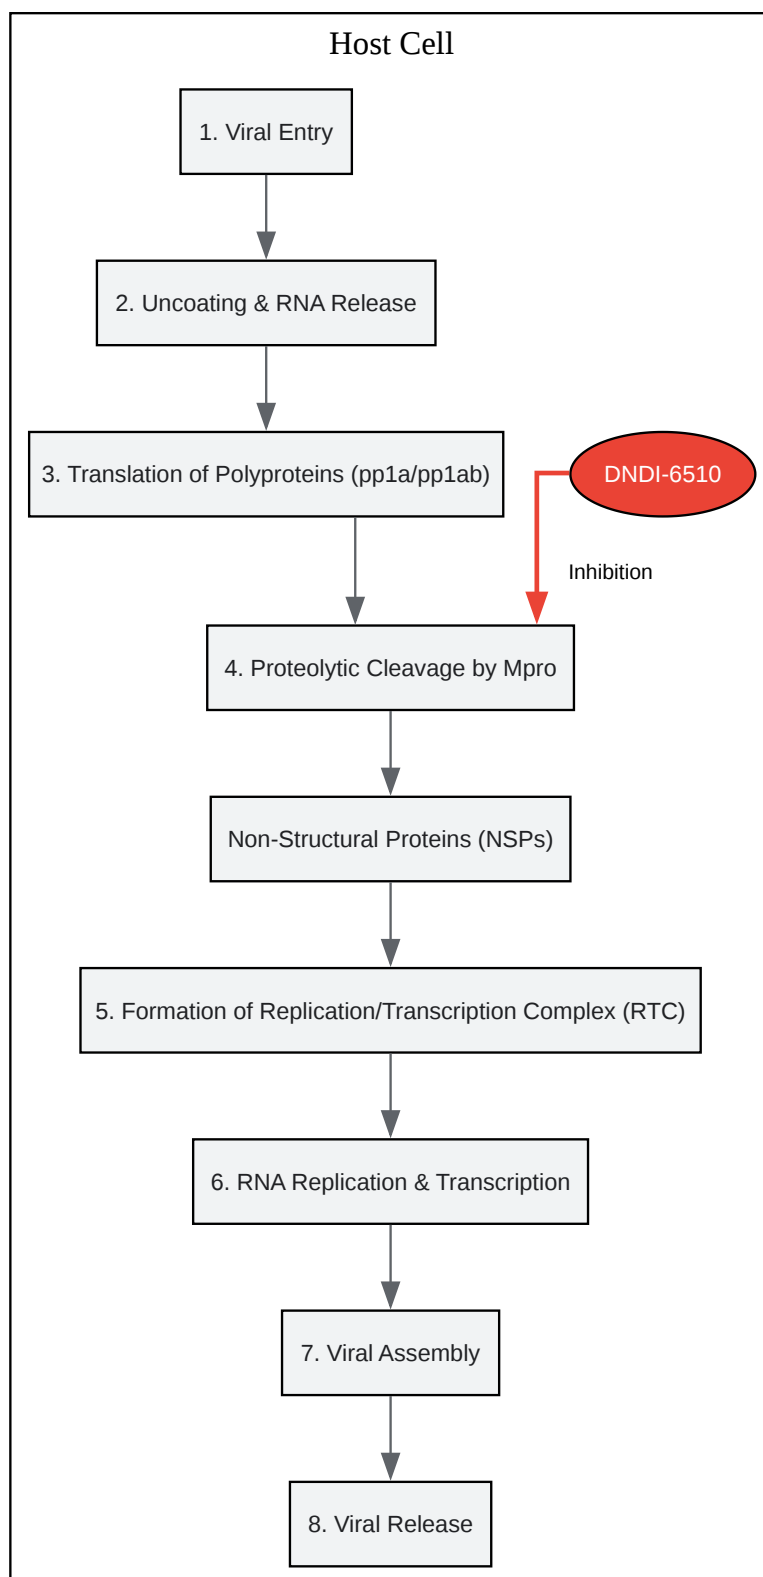 Host Cell
1. Viral Entry
2. Uncoating & RNA Release
3. Translation of Polyproteins (pp1a/pp1ab)
DNDI-6510
Inhibition
4. Proteolytic Cleavage by Mpro
Non-Structural Proteins (NSPs)
5. Formation of Replication/Transcription Complex (RTC)
6. RNA Replication & Transcription
7. Viral Assembly
8. Viral Release